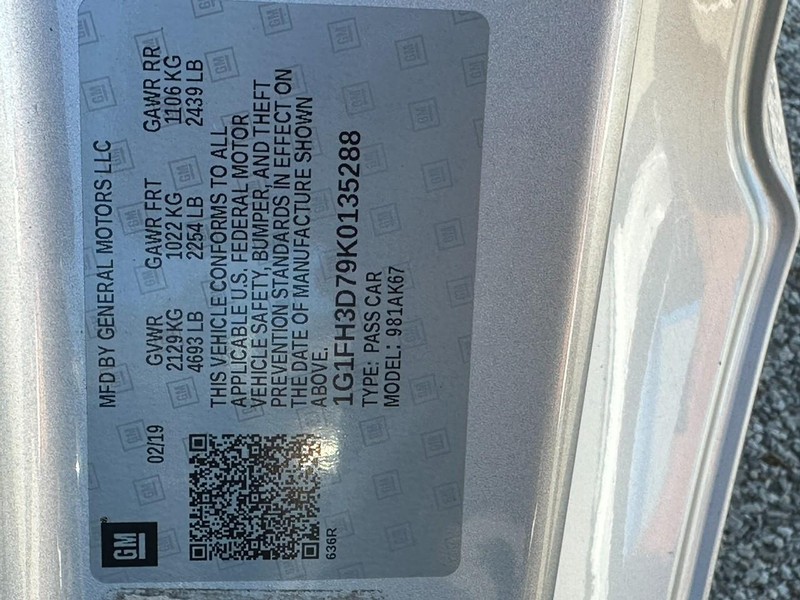 GM
MFD BY GENERAL MOTORS LLC
02/19
GVWR GAWR FRT GAWR RR
2129 KG 1022 KG 1106 KG
4693 LB 2254 LB 2439 LB
THIS VEHICLE CONFORMS TO ALL
APPLICABLE U.S. FEDERAL MOTOR
VEHICLE SAFETY, BUMPER, AND THEFT
PREVENTION STANDARDS IN EFFECT ON
THE DATE OF MANUFACTURE SHOWN
ABOVE.
1G1FH3D79K0135288
TYPE: PASS CAR
MODEL: 981AK67
636R